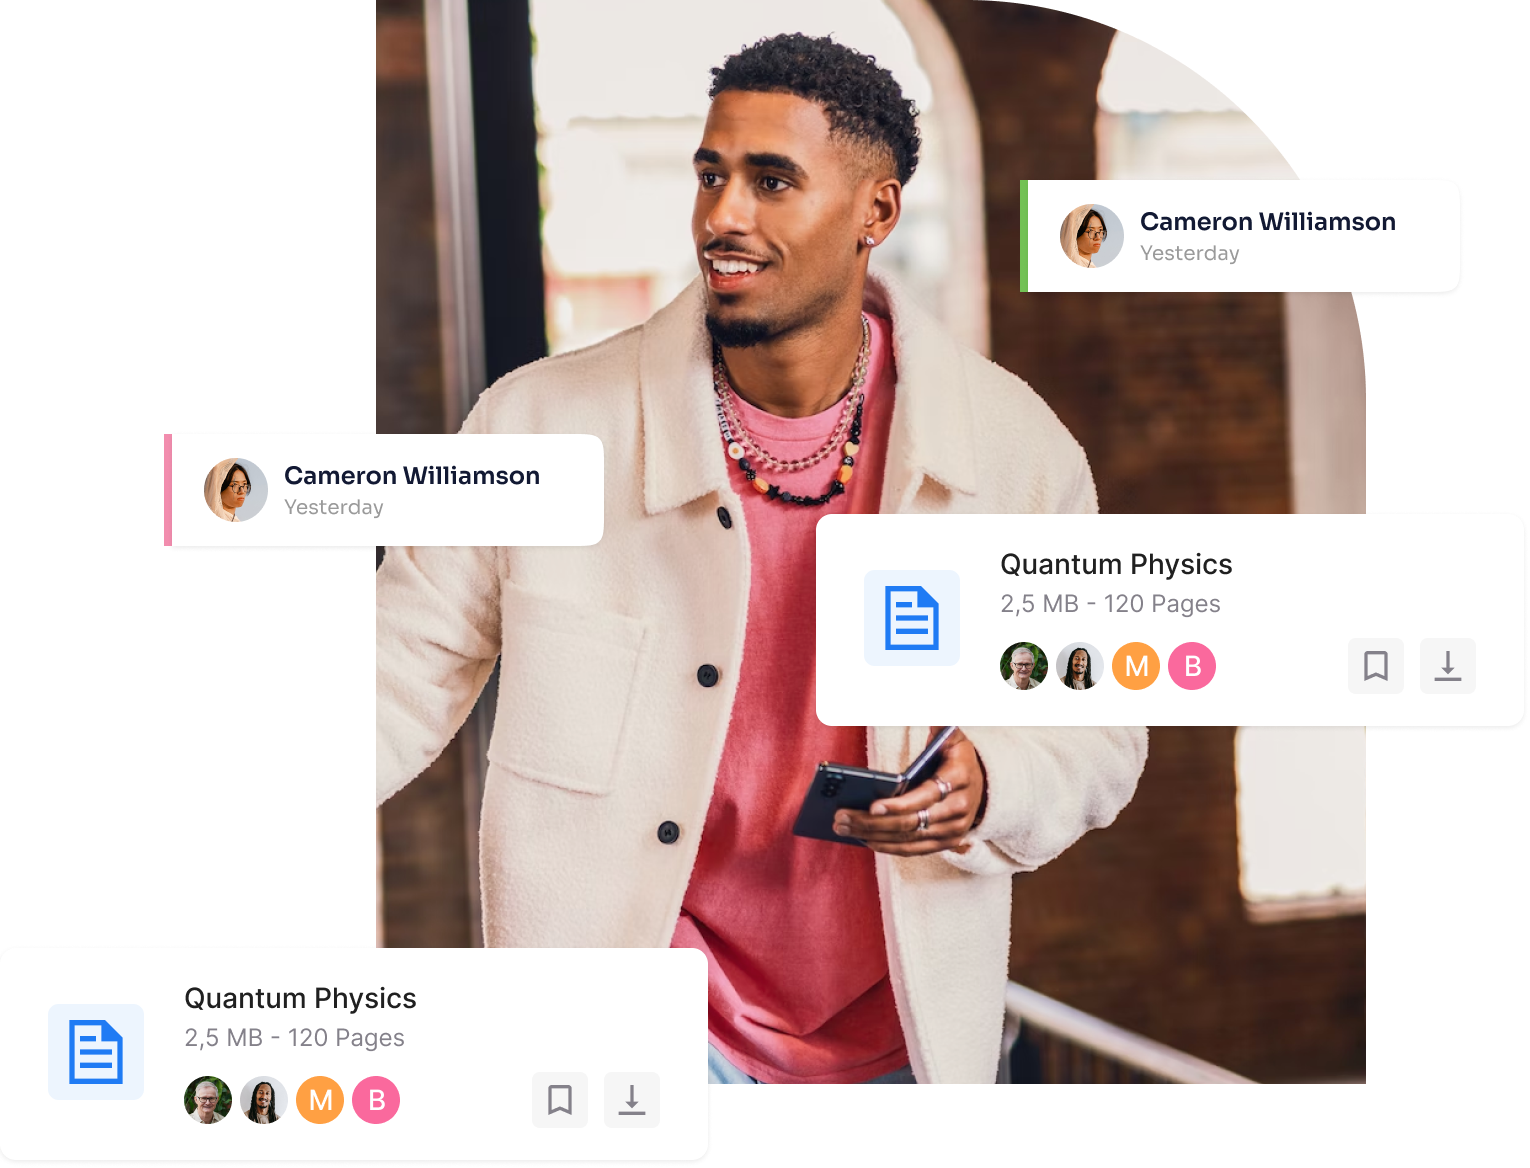 Cameron Williamson
Yesterday
Cameron Williamson
Yesterday
Quantum Physics
2,5 MB - 120 Pages
M B
Quantum Physics
2,5 MB - 120 Pages
M B